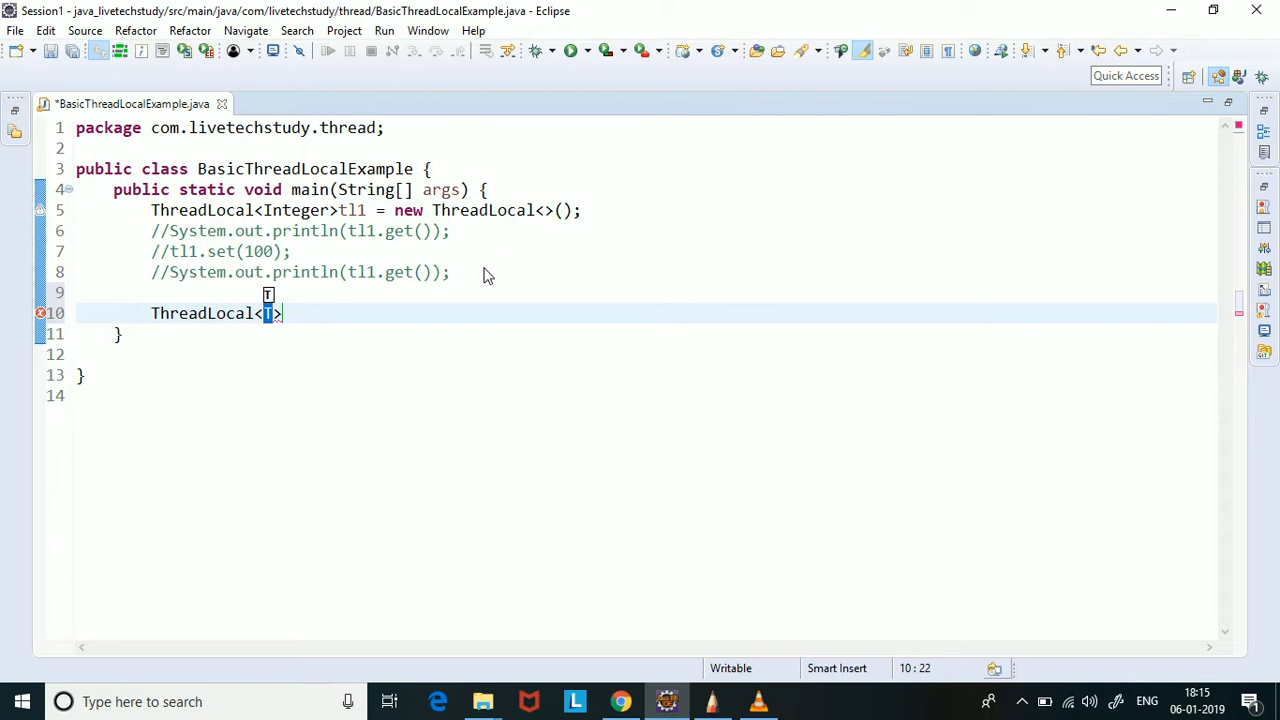 Session1 - java_livetechstudy/src/main/java/com/livetechstudy/thread/BasicThreadLocalExample.java - Eclipse
File Edit Source Refactor Refactor Navigate Search Project Run Window Help
Quick Access
*BasicThreadLocalExample.java
1 package com.livetechstudy.thread;
2
3 public class BasicThreadLocalExample {
4 public static void main(String[] args) {
5 ThreadLocal<Integer>tl1 = new ThreadLocal<>();
6 //System.out.println(tl1.get());
7 //tl1.set(100);
8 //System.out.println(tl1.get());
9 T
10 ThreadLocal<T>
11 }
12
13 }
14
Writable Smart Insert 10 : 22
Type here to search
ENG
18:15
06-01-2019
1